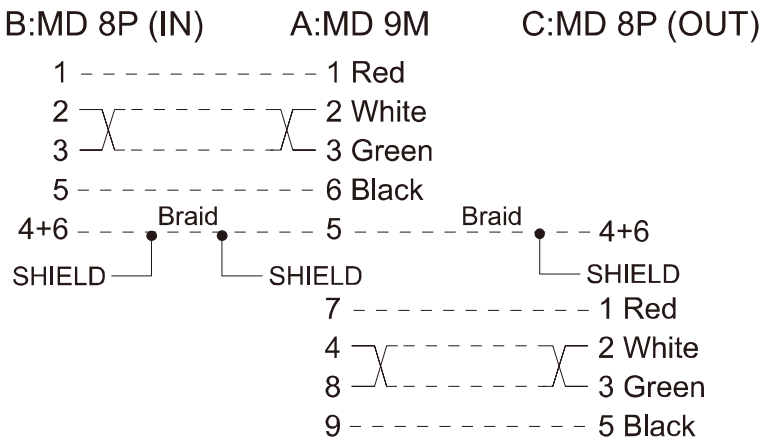 B:MD 8P (IN) A:MD 9M C:MD 8P (OUT)
1 1 Red
2 2 White
3 3 Green
5 6 Black
4+6 Braid 5 Braid 4+6
SHIELD SHIELD SHIELD
7 1 Red
4 2 White
8 3 Green
9 5 Black